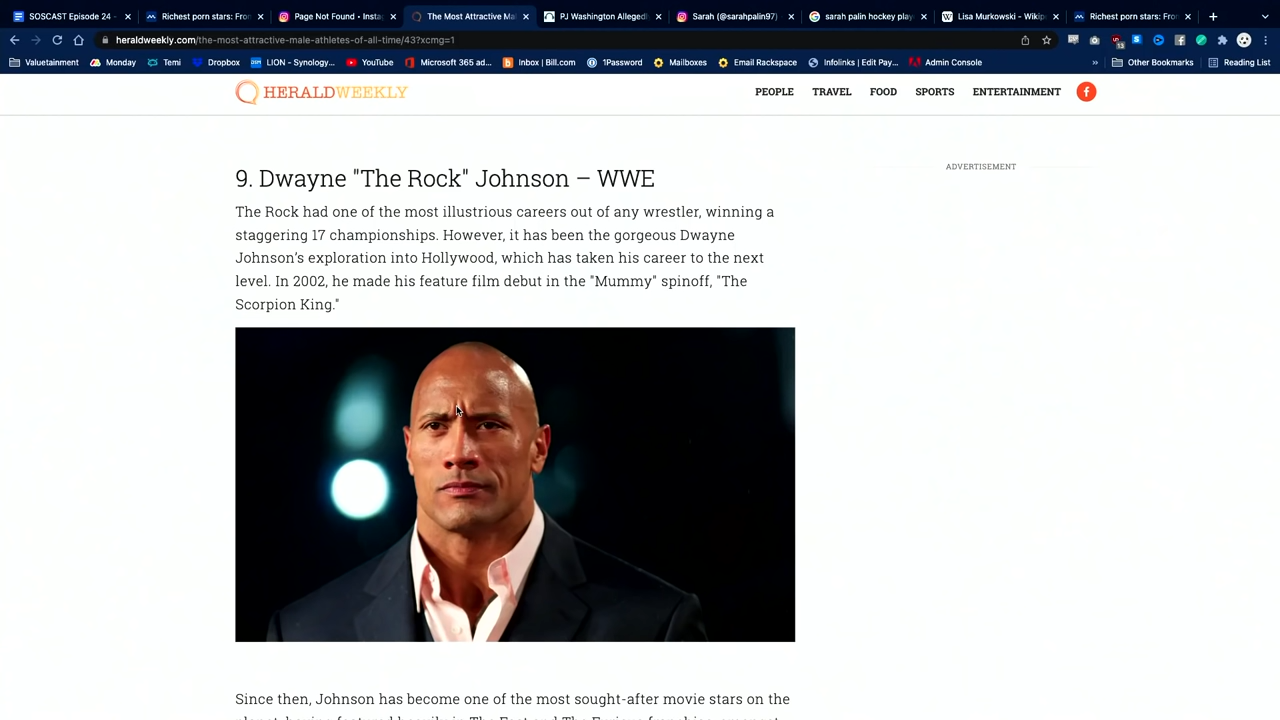 SOSCAST Episode 24 -
Richest porn stars: From
Page Not Found • Insta
The Most Attractive Ma
PJ Washington Alleged
Sarah (@sarahpalin97)
sarah palin hockey play
Lisa Murkowski - Wikip
Richest porn stars: From
heraldweekly.com/the-most-attractive-male-athletes-of-all-time/43?xcmg=1
Valuetainment
Monday
Temi
Dropbox
LION - Synology...
YouTube
Microsoft 365 ad...
Inbox | Bill.com
1Password
Mailboxes
Email Rackspace
Infolinks | Edit Pay...
Admin Console
Other Bookmarks
Reading List
HERALDWEEKLY
PEOPLE
TRAVEL
FOOD
SPORTS
ENTERTAINMENT
ADVERTISEMENT
9. Dwayne "The Rock" Johnson – WWE
The Rock had one of the most illustrious careers out of any wrestler, winning a
staggering 17 championships. However, it has been the gorgeous Dwayne
Johnson's exploration into Hollywood, which has taken his career to the next
level. In 2002, he made his feature film debut in the "Mummy" spinoff, "The
Scorpion King."
Since then, Johnson has become one of the most sought-after movie stars on the